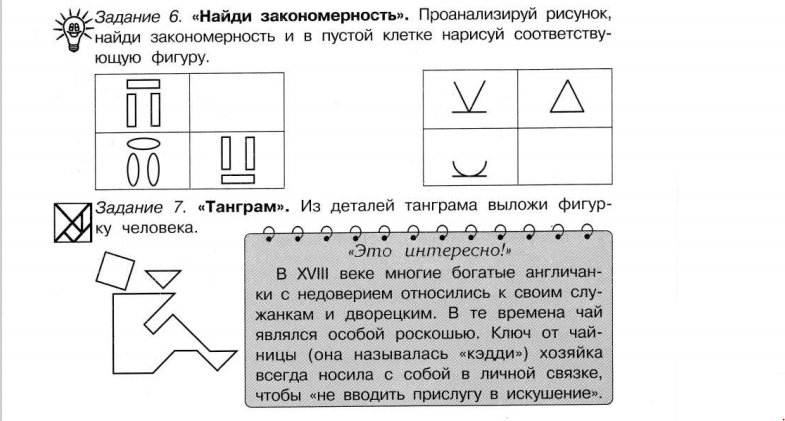 Задание 6. «Найди закономерность». Проанализируй рисунок,
найди закономерность и в пустой клетке нарисуй соответству-
ющую фигуру.
Задание 7. «Танграм». Из деталей танграма выложи фигур-
ку человека.
«Это интересно!»
В XVIII веке многие богатые англичан-
ки с недоверием относились к своим слу-
жанкам и дворецким. В те времена чай
являлся особой роскошью. Ключ от чай-
ницы (она называлась «кэдди») хозяйка
всегда носила с собой в личной связке,
чтобы «не вводить прислугу в искушение».